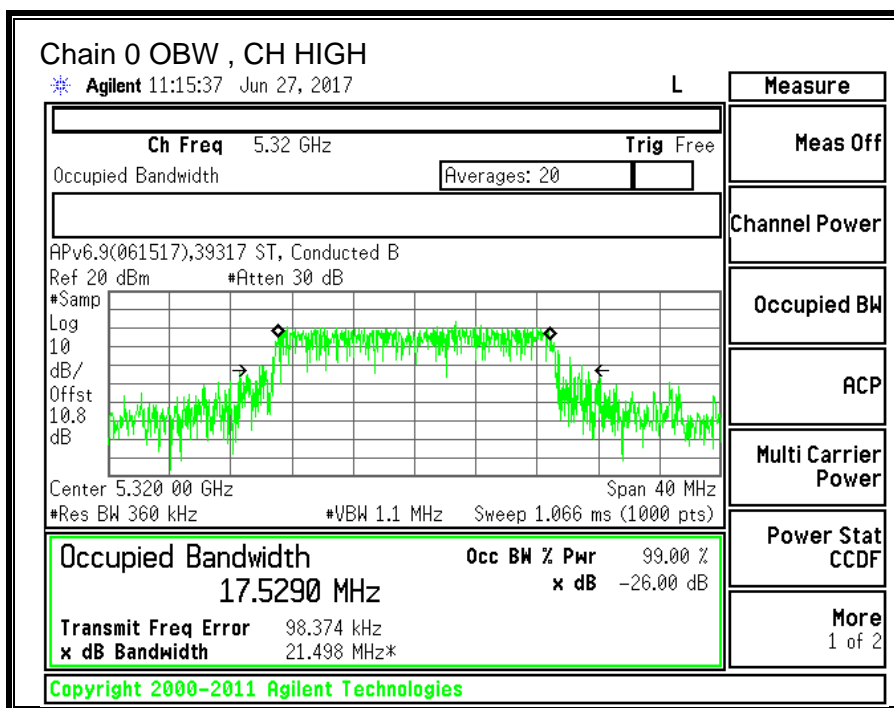 Chain 0 OBW , CH HIGH
Agilent 11:15:37 Jun 27, 2017 L
Measure
Ch Freq 5.32 GHz Trig Free
Meas Off
Occupied Bandwidth Averages: 20
Channel Power
APv6.9(061517),39317 ST, Conducted B
Ref 20 dBm #Atten 30 dB
#Samp
Log
10
dB/
Offst
10.8
dB
Occupied BW
ACP
Multi Carrier
Power
Center 5.320 00 GHz Span 40 MHz
#Res BW 360 kHz #VBW 1.1 MHz Sweep 1.066 ms (1000 pts)
Power Stat
CCDF
Occupied Bandwidth Occ BW % Pwr 99.00 %
17.5290 MHz x dB -26.00 dB
Transmit Freq Error 98.374 kHz
x dB Bandwidth 21.498 MHz*
More
1 of 2
Copyright 2000-2011 Agilent Technologies